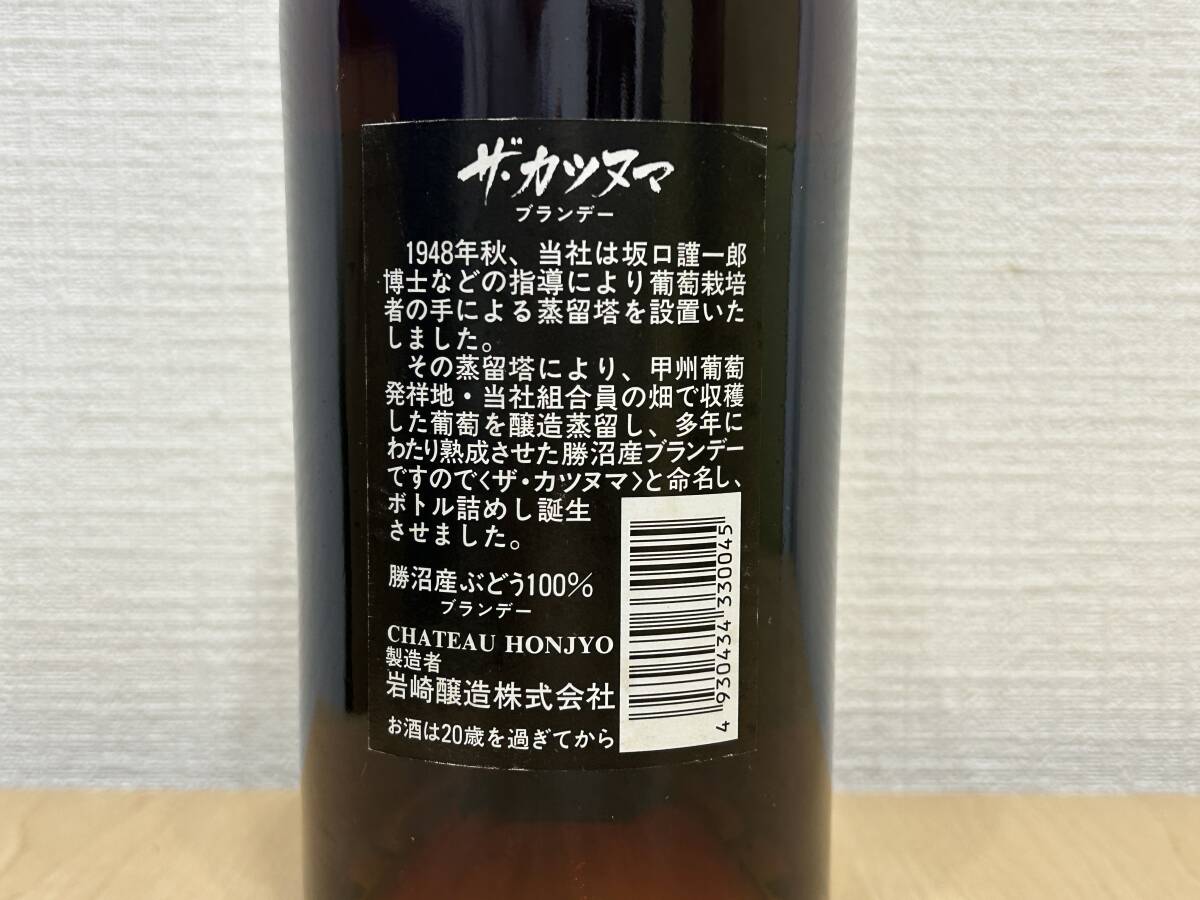 ザ・カツヌマ
ブランデー
1948年秋、当社は坂口謹一郎
博士などの指導により葡萄栽培
者の手による蒸留塔を設置いた
しました。
その蒸留塔により、甲州葡萄
発祥地・当社組合員の畑で収穫
した葡萄を醸造蒸留し、多年に
わたり熟成させた勝沼産ブランデー
ですので〈ザ・カツヌマ〉と命名し、
ボトル詰めし誕生
させました。
勝沼産ぶどう100%
ブランデー
CHATEAU HONJYO
製造者
岩崎醸造株式会社
お酒は20歳を過ぎてから
4 930434 330045